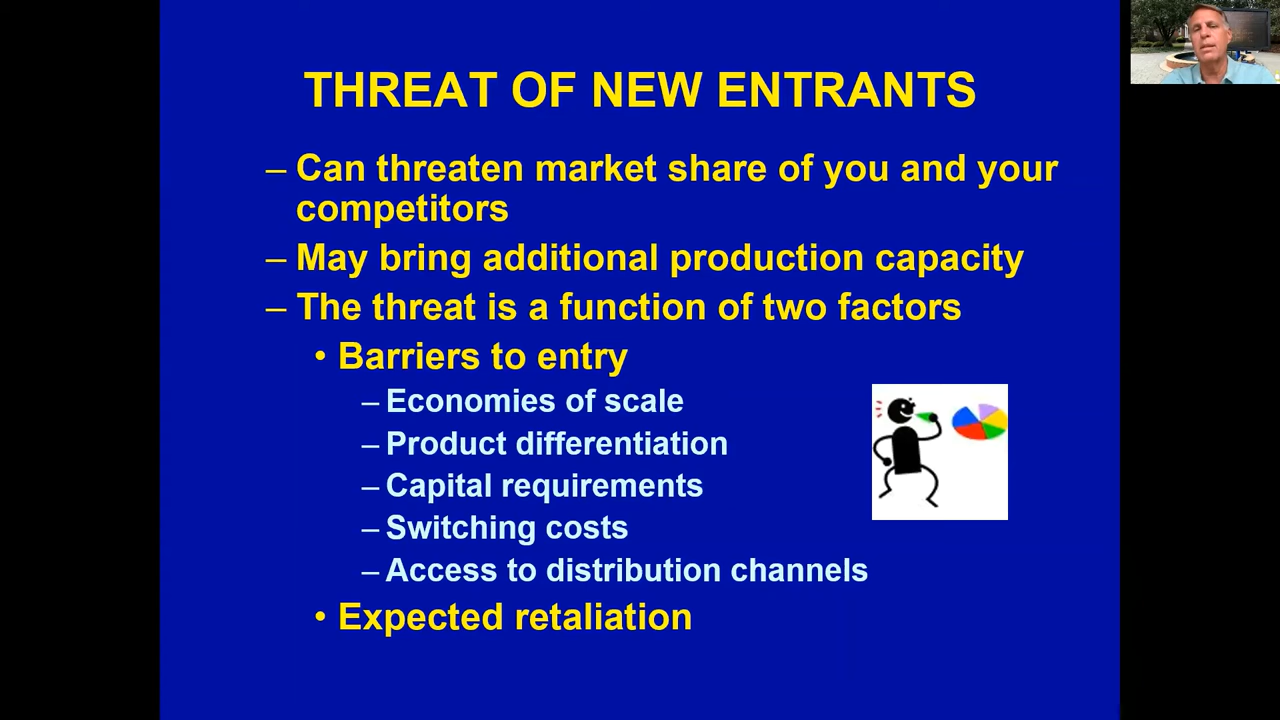 THREAT OF NEW ENTRANTS
– Can threaten market share of you and your
competitors
– May bring additional production capacity
– The threat is a function of two factors
• Barriers to entry
– Economies of scale
– Product differentiation
– Capital requirements
– Switching costs
– Access to distribution channels
• Expected retaliation